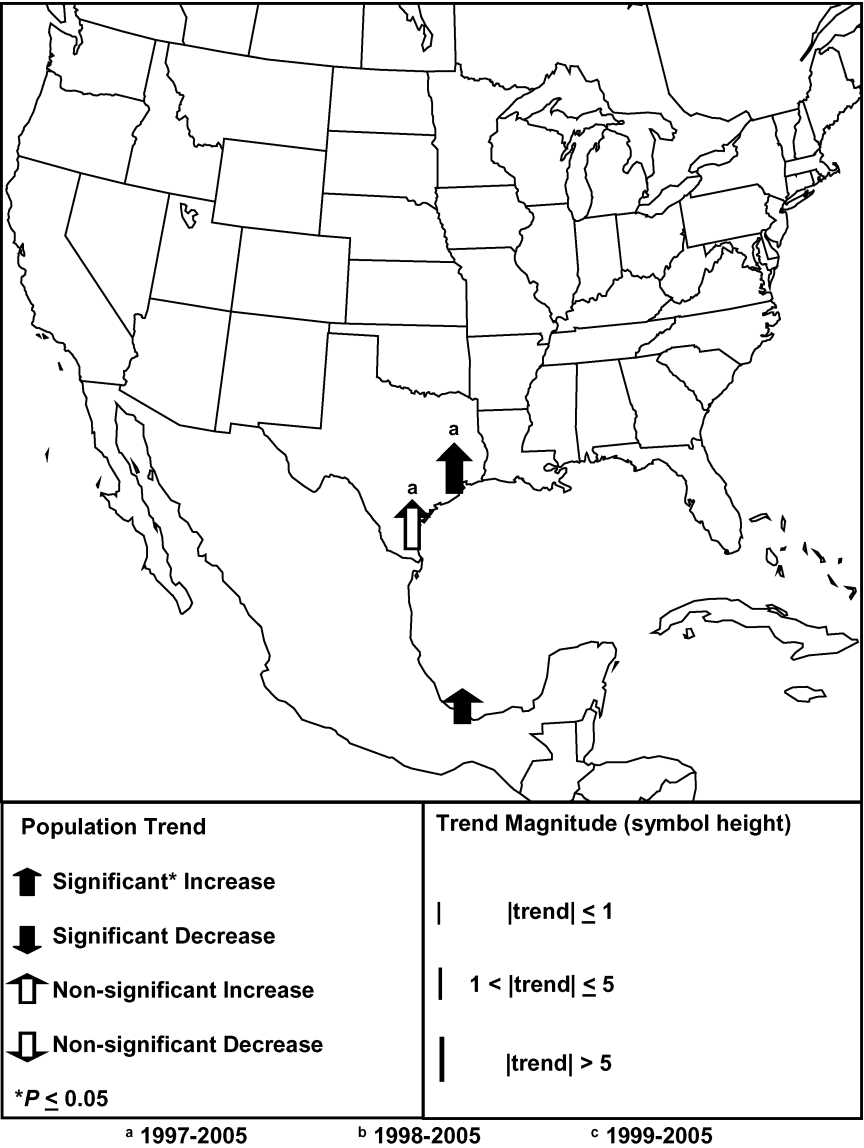 a
a
Population Trend
Significant* Increase
Significant Decrease
Non-significant Increase
Non-significant Decrease
*P ≤ 0.05
Trend Magnitude (symbol height)
|trend| ≤ 1
1 < |trend| ≤ 5
|trend| > 5
a 1997-2005 b 1998-2005 c 1999-2005